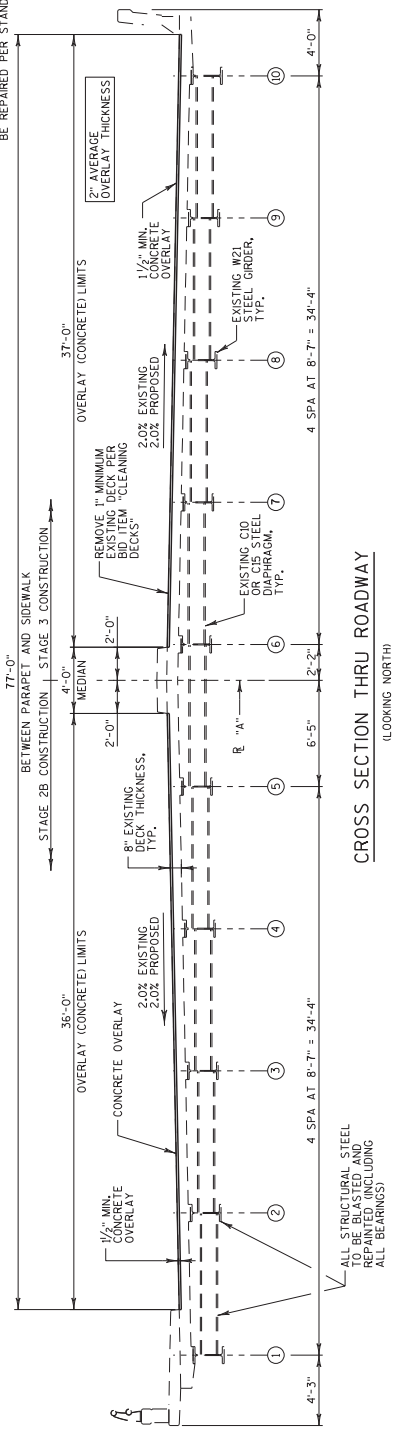 BE REPAIRED PER STAND
77'-0"
BETWEEN PARAPET AND SIDEWALK
STAGE 2B CONSTRUCTION
STAGE 3 CONSTRUCTION
36'-0"
OVERLAY (CONCRETE) LIMITS
4'-0"
MEDIAN
37'-0"
OVERLAY (CONCRETE) LIMITS
2'-0"
2'-0"
1 1/2" MIN.
CONCRETE
OVERLAY
CONCRETE OVERLAY
2.0% EXISTING
2.0% PROPOSED
8" EXISTING
DECK THICKNESS,
TYP.
REMOVE 1" MINIMUM
EXISTING DECK PER
BID ITEM "CLEANING
DECKS"
2.0% EXISTING
2.0% PROPOSED
1 1/2" MIN.
CONCRETE
OVERLAY
2" AVERAGE
OVERLAY THICKNESS
EXISTING C10
OR C15 STEEL
DIAPHRAGM,
TYP.
EXISTING W21
STEEL GIRDER,
TYP.
R "A"
1
2
3
4
5
6
7
8
9
10
4'-3"
4 SPA AT 8'-7" = 34'-4"
6'-5"
2'-2"
4 SPA AT 8'-7" = 34'-4"
4'-0"
ALL STRUCTURAL STEEL
TO BE BLASTED AND
REPAINTED (INCLUDING
ALL BEARINGS)
CROSS SECTION THRU ROADWAY
(LOOKING NORTH)